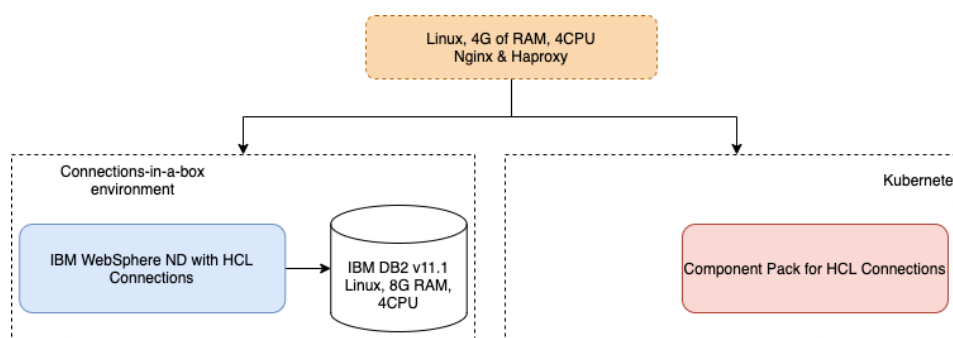 Linux, 4G of RAM, 4CPU
Nginx & Haproxy
Connections-in-a-box
environment
Kubernete
IBM WebSphere ND with HCL
Connections
IBM DB2 v11.1
Linux, 8G RAM,
4CPU
Component Pack for HCL Connections